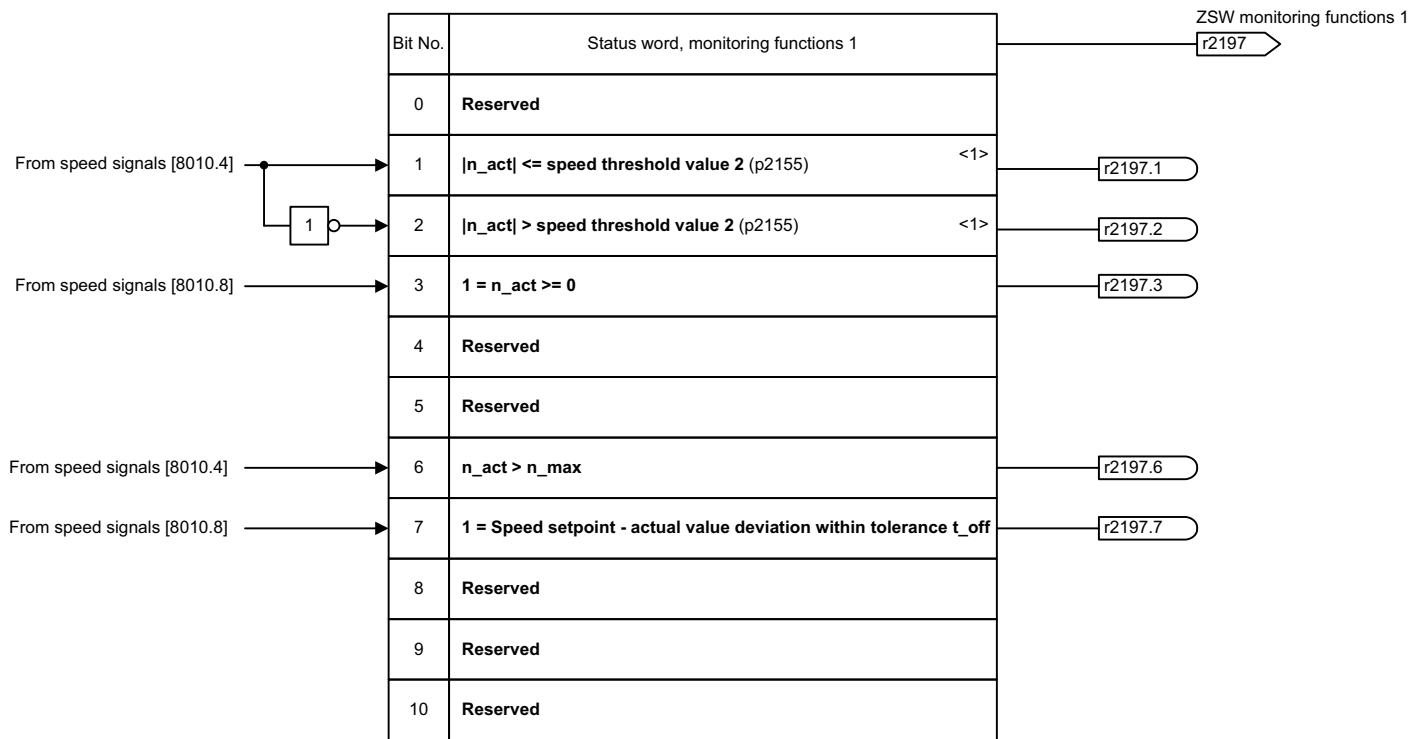 ZSW monitoring functions 1
Bit No. Status word, monitoring functions 1 r2197
0 Reserved
From speed signals [8010.4] 1 |n_act| <= speed threshold value 2 (p2155) <1> r2197.1
1 2 |n_act| > speed threshold value 2 (p2155) <1> r2197.2
From speed signals [8010.8] 3 1 = n_act >= 0 r2197.3
4 Reserved
5 Reserved
From speed signals [8010.4] 6 n_act > n_max r2197.6
From speed signals [8010.8] 7 1 = Speed setpoint - actual value deviation within tolerance t_off r2197.7
8 Reserved
9 Reserved
10 Reserved